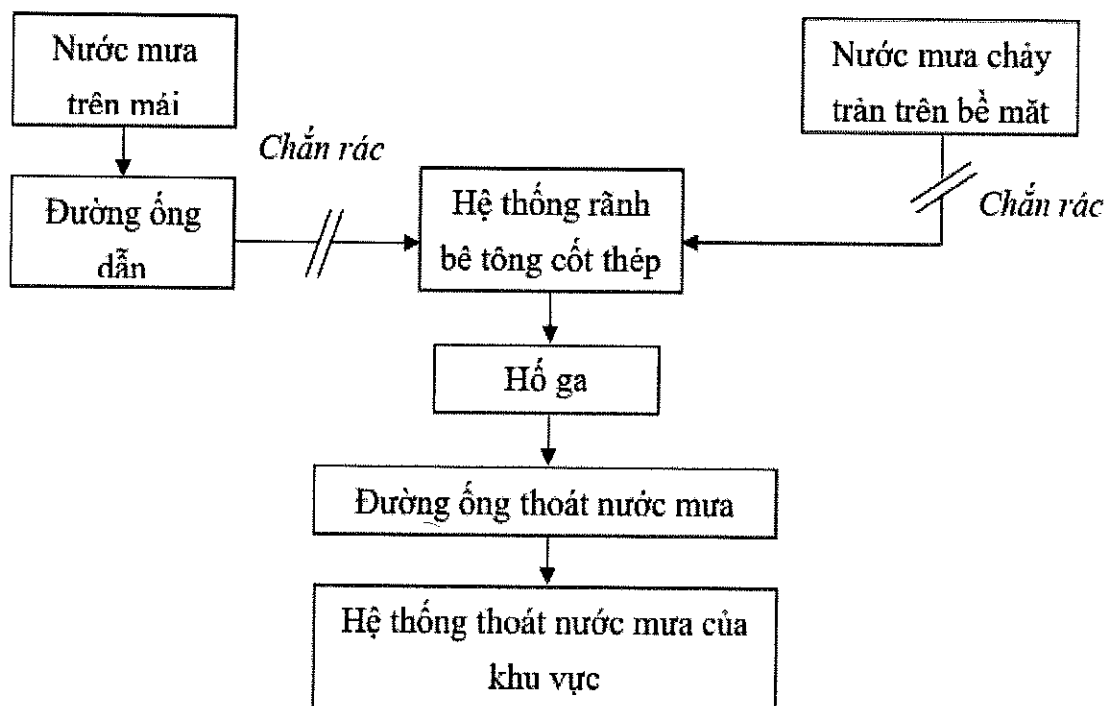 Nước mưa
trên mái
Nước mưa chảy
tràn trên bề mặt
Chắn rác
Đường ống
dẫn
Hệ thống rãnh
bê tông cốt thép
Chắn rác
Hố ga
Đường ống thoát nước mưa
Hệ thống thoát nước mưa của
khu vực